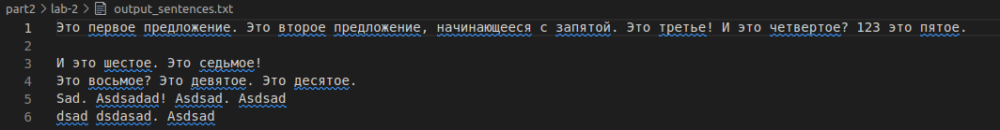 part2 > lab-2 > output_sentences.txt
1 Это первое предложение. Это второе предложение, начинающееся с запятой. Это третье! И это четвертое? 123 это пятое.
2
3 И это шестое. Это седьмое!
4 Это восьмое? Это девятое. Это десятое.
5 Sad. Asdsadad! Asdsad. Asdsad
6 dsad dsdasad. Asdsad